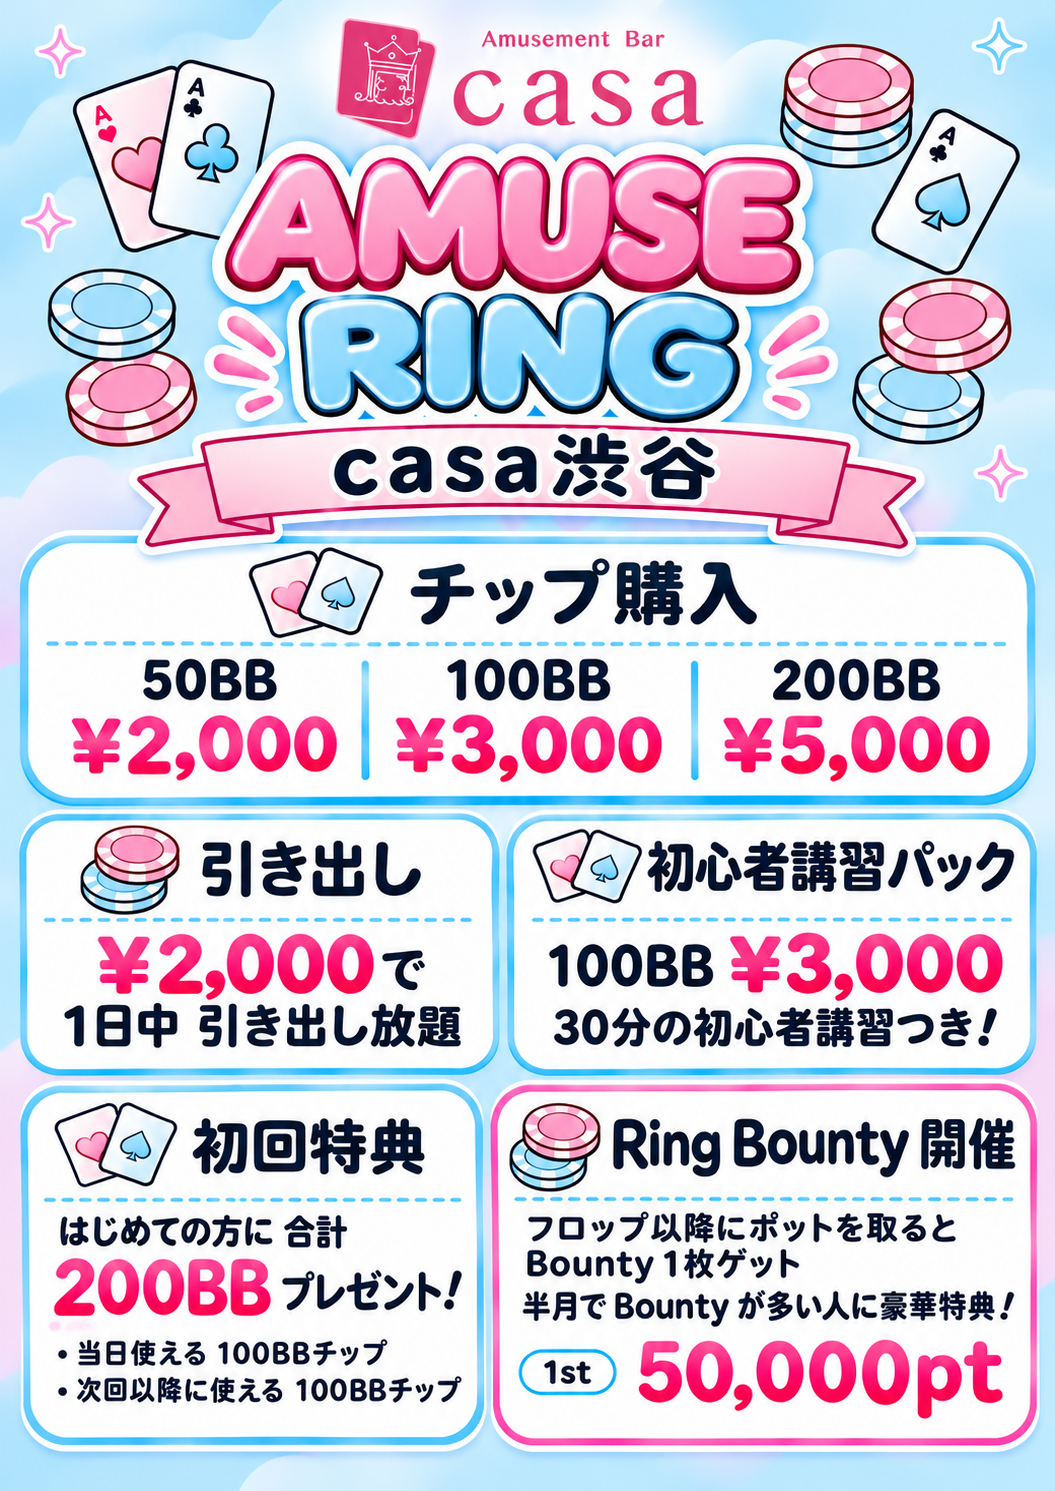 Amusement Bar
casa
A
A
A
AMUSE
RING
casa渋谷
チップ購入
50BB
¥2,000
100BB
¥3,000
200BB
¥5,000
引き出し
¥2,000で
1日中 引き出し放題
初心者講習パック
100BB ¥3,000
30分の初心者講習つき!
初回特典
はじめての方に 合計
200BB プレゼント!
・当日使える 100BBチップ
・次回以降に使える 100BBチップ
Ring Bounty 開催
フロップ以降にポットを取ると
Bounty 1枚ゲット
半月で Bounty が多い人に豪華特典!
1st 50,000pt